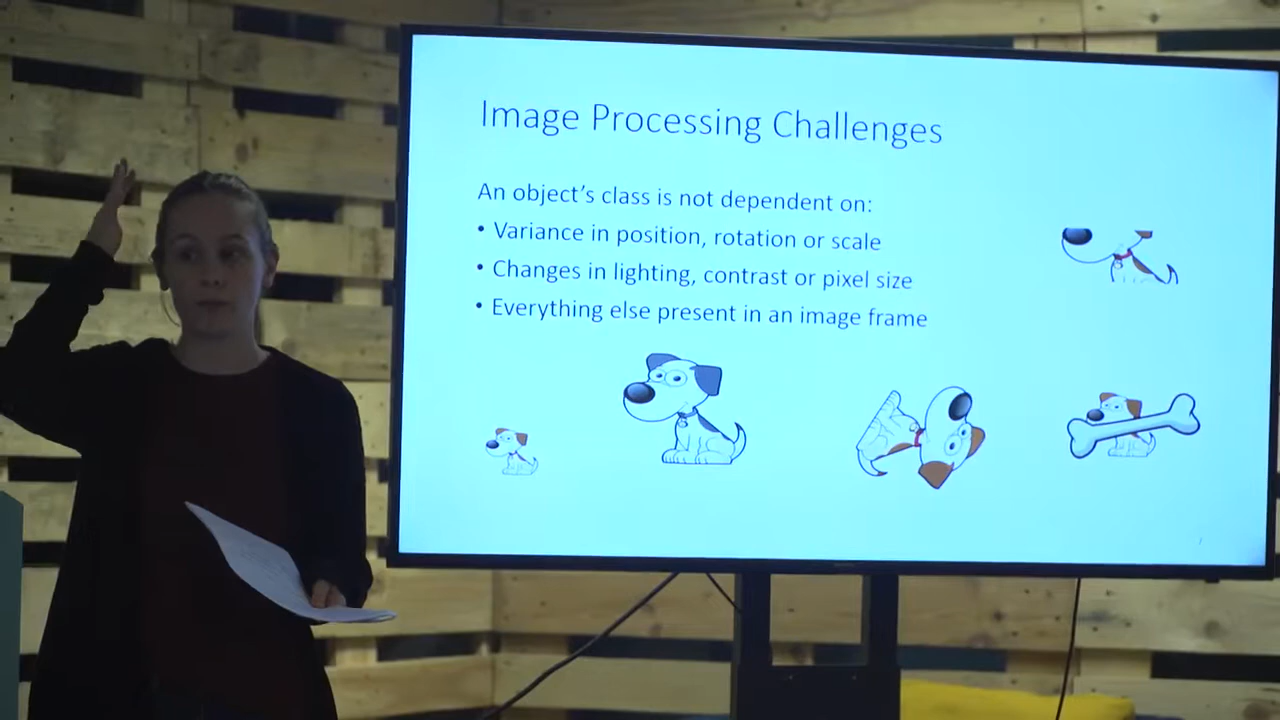 Image Processing Challenges
An object's class is not dependent on:
• Variance in position, rotation or scale
• Changes in lighting, contrast or pixel size
• Everything else present in an image frame